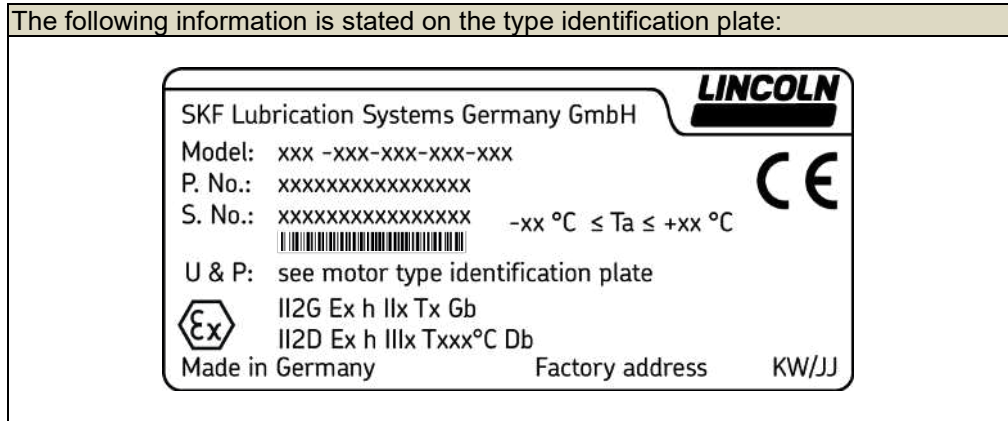 The following information is stated on the type identification plate:
LINCOLN
SKF Lubrication Systems Germany GmbH
Model: xxx -xxx-xxx-xxx-xxx
P. No.: xxxxxxxxxxxxxxxx
S. No.: xxxxxxxxxxxxxxxx -xx °C ≤ Ta ≤ +xx °C
CE
U & P: see motor type identification plate
Ex
II2G Ex h IIx Tx Gb
II2D Ex h IIIx Txxx°C Db
Made in Germany Factory address KW/JJ